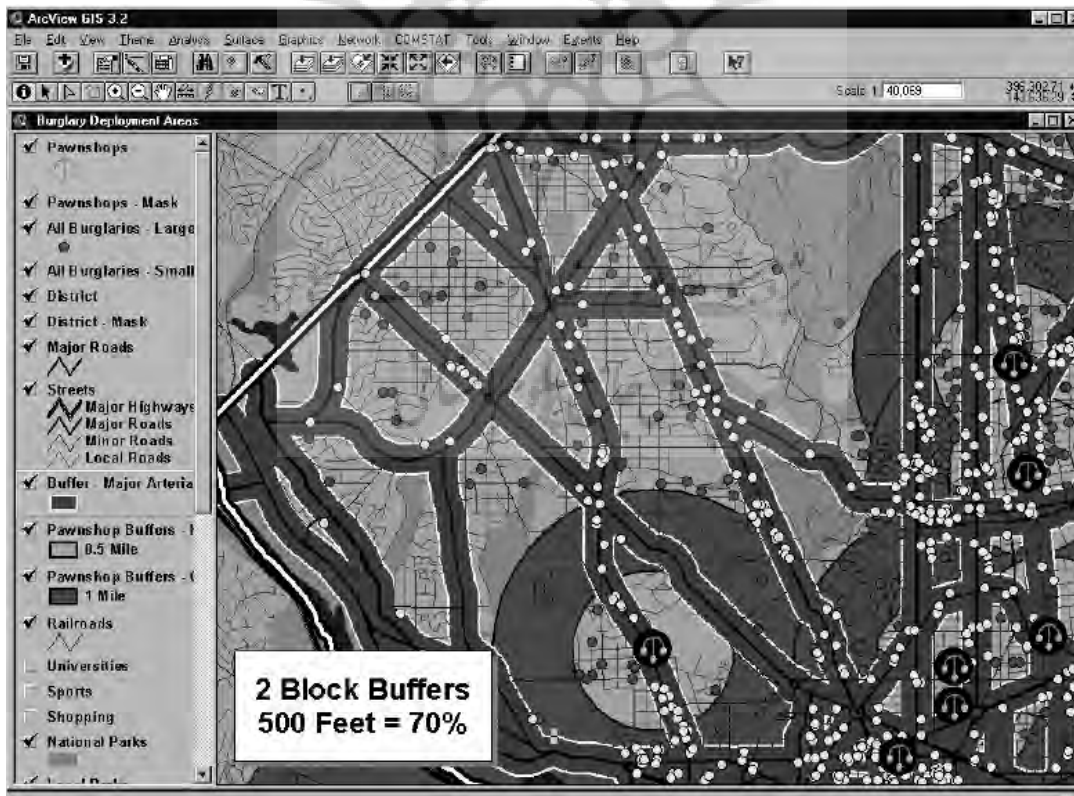 ArcView GIS 3.2
File Edit View Theme Analysis Surface Graphics Network COMSTAT Tools Window Extents Help
Scale 1: 40,069
Burglary Deployment Areas
Pawnshops
Pawnshops - Mask
All Burglaries - Large
All Burglaries - Small
District
District - Mask
Major Roads
Streets
Major Highways
Major Roads
Minor Roads
Local Roads
Buffer - Major Arteria
Pawnshop Buffers -
0.5 Mile
Pawnshop Buffers -
1 Mile
Railroads
Universities
Sports
Shopping
National Parks
2 Block Buffers
500 Feet = 70%